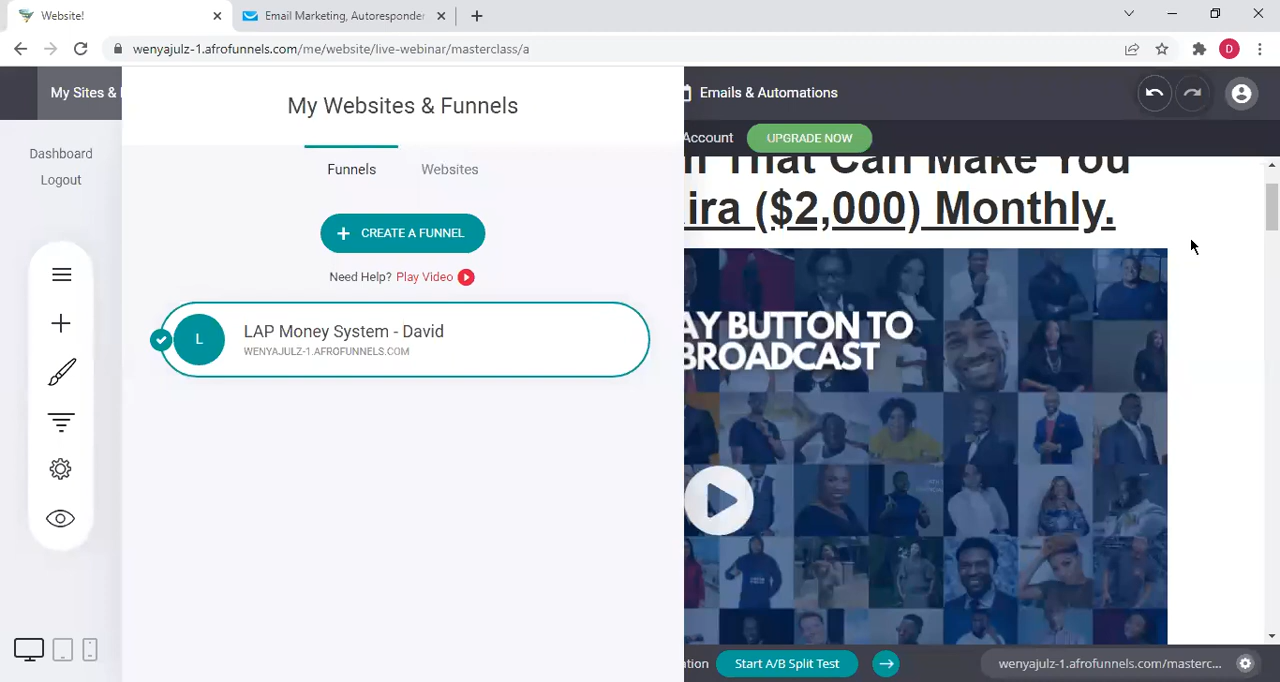 Website!
Email Marketing, Autoresponder
wenyajulz-1.afrofunnels.com/me/website/live-webinar/masterclass/a
D
My Sites &
Emails & Automations
Account
UPGRADE NOW
Dashboard
Logout
My Websites & Funnels
Funnels
Websites
+ CREATE A FUNNEL
Need Help? Play Video
L
LAP Money System - David
WENYAJULZ-1.AFROFUNNELS.COM
That Can Make You
ira ($2,000) Monthly.
AY BUTTON TO
BROADCAST
Start A/B Split Test
wenyajulz-1.afrofunnels.com/masterc...